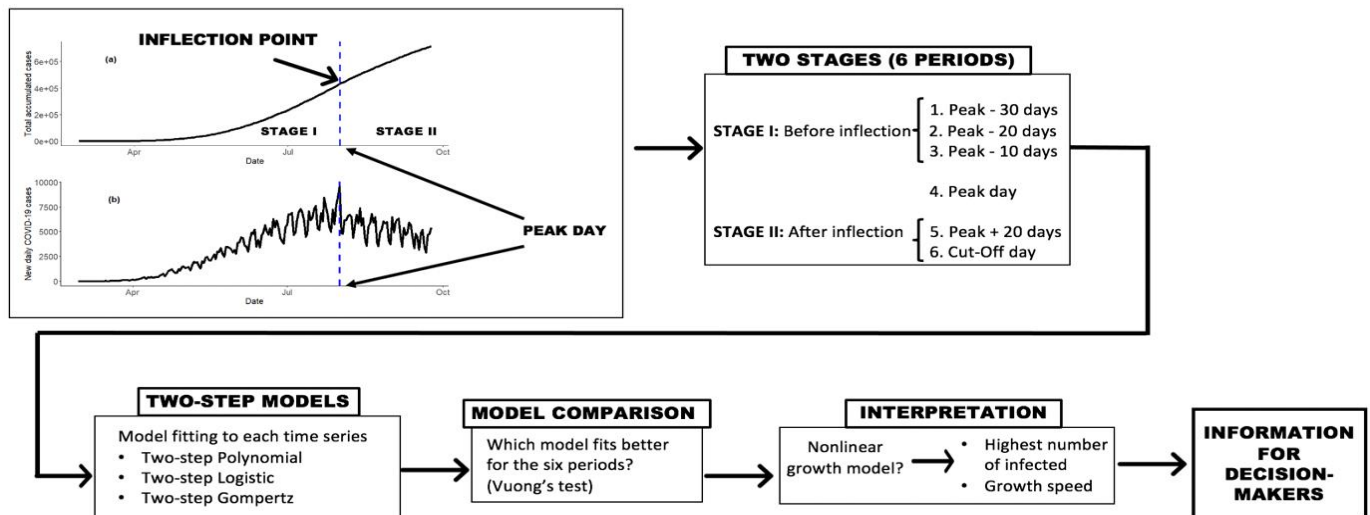 INFLECTION POINT
(a)
Total accumulated cases
6e+05
4e+05
2e+05
0e+00
STAGE I
STAGE II
Apr
Jul
Oct
Date
(b)
New daily COVID-19 cases
10000
7500
5000
2500
0
Apr
Jul
Oct
Date
PEAK DAY
TWO STAGES (6 PERIODS)
STAGE I: Before inflection
1. Peak - 30 days
2. Peak - 20 days
3. Peak - 10 days
4. Peak day
STAGE II: After inflection
5. Peak + 20 days
6. Cut-Off day
TWO-STEP MODELS
Model fitting to each time series
• Two-step Polynomial
• Two-step Logistic
• Two-step Gompertz
MODEL COMPARISON
Which model fits better
for the six periods?
(Vuong’s test)
INTERPRETATION
Nonlinear
growth model?
• Highest number
of infected
• Growth speed
INFORMATION
FOR
DECISION-
MAKERS